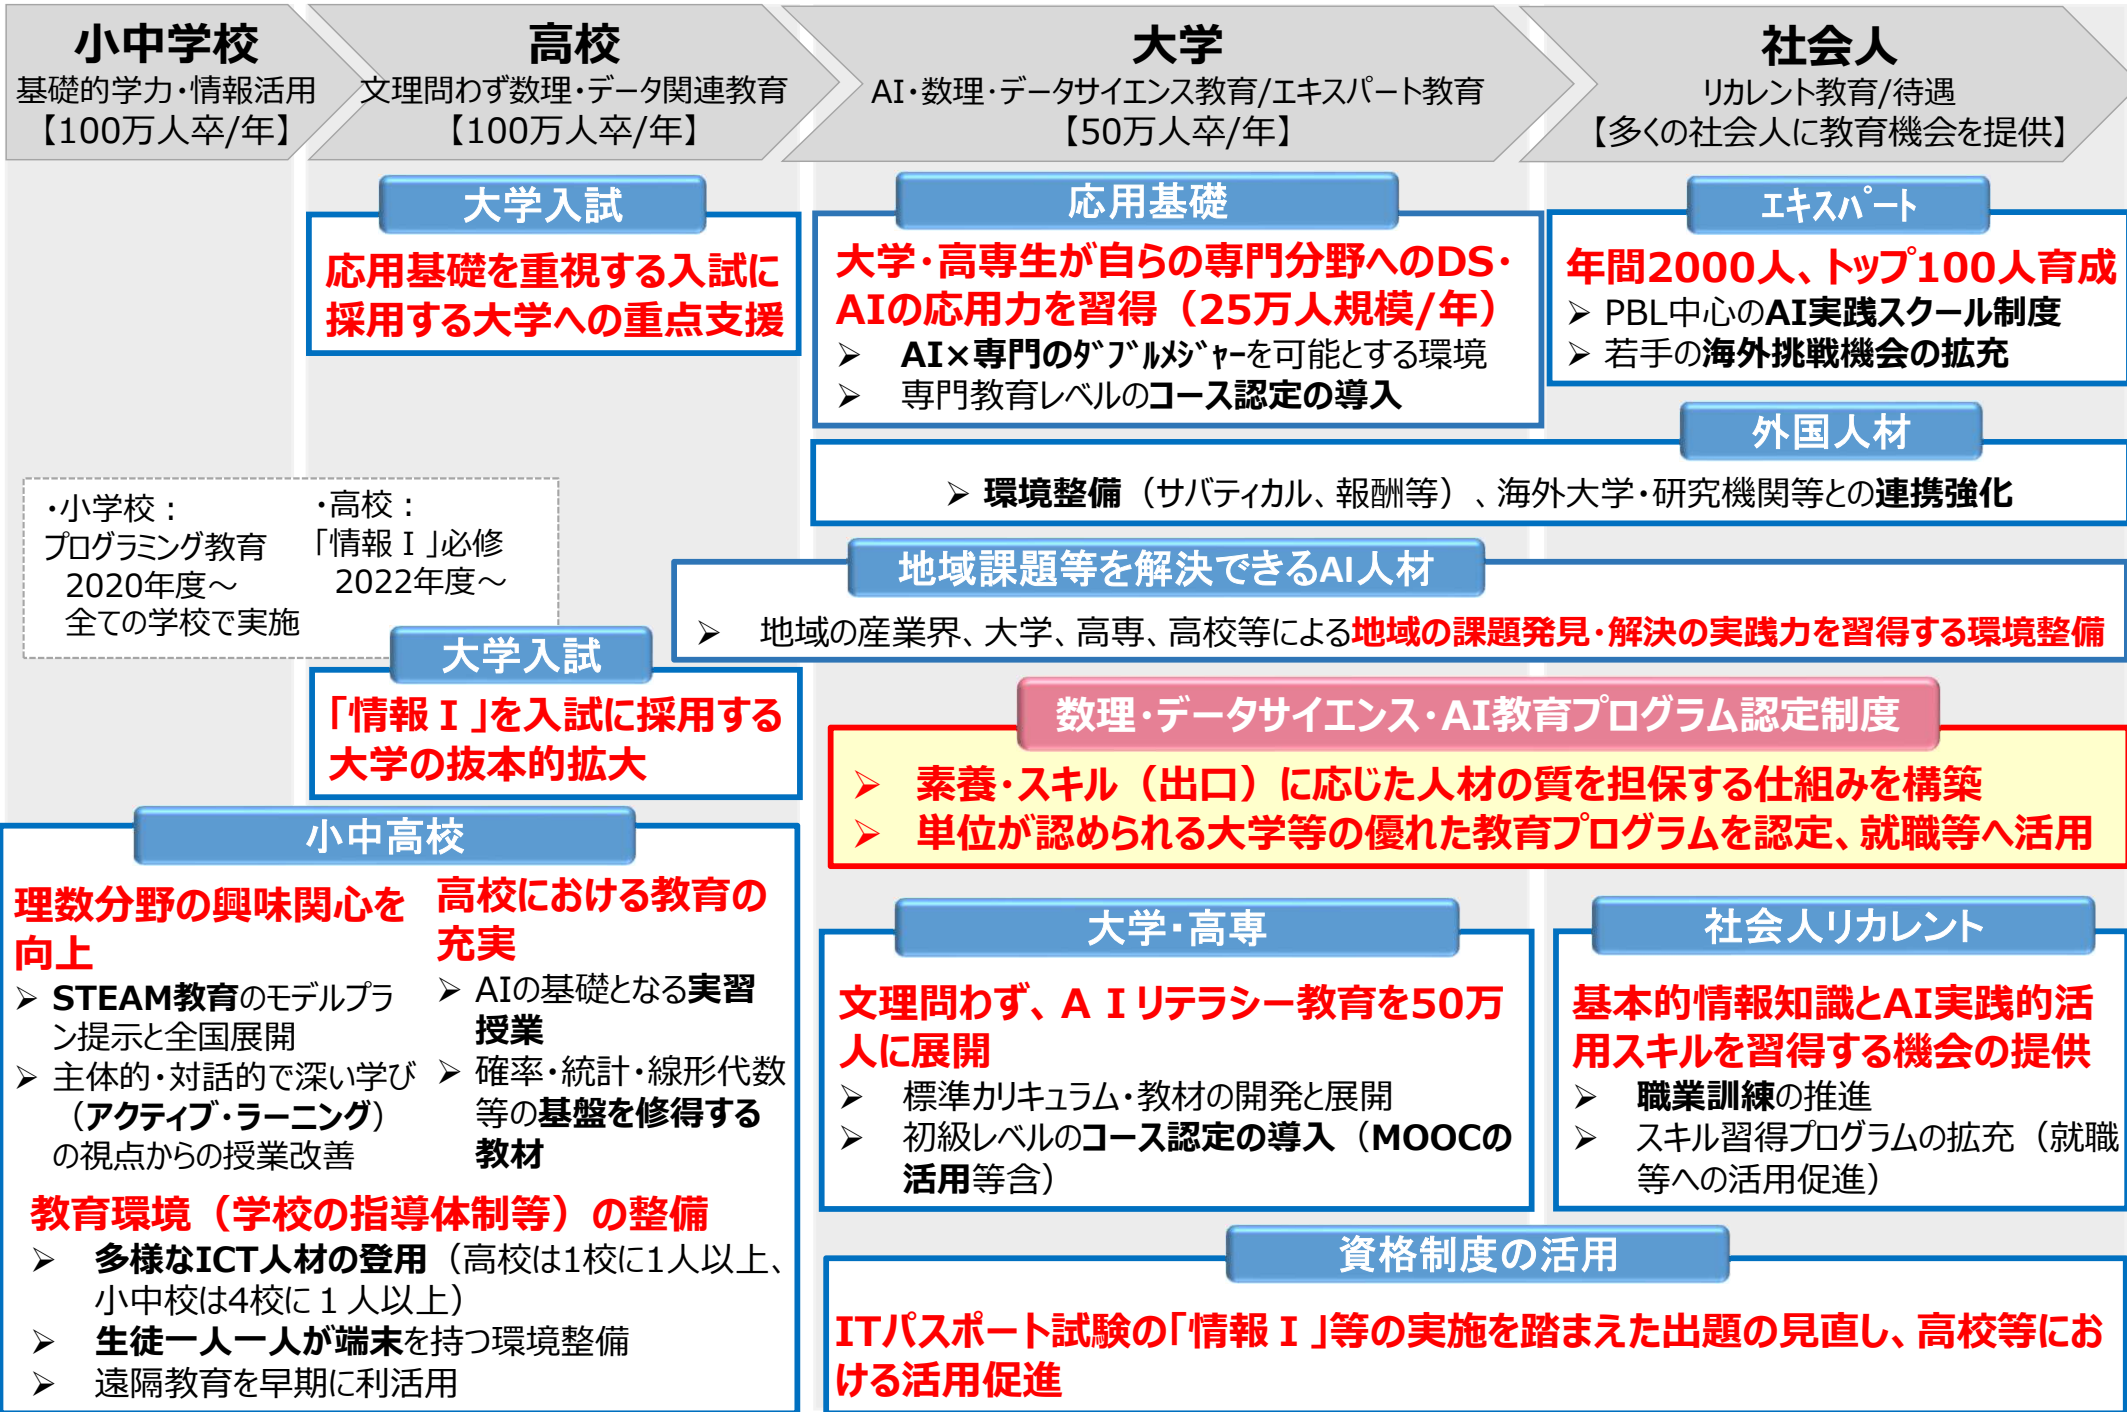 小中学校
基礎的学力・情報活用
【100万人卒/年】
高校
文理問わず数理・データ関連教育
【100万人卒/年】
大学
AI・数理・データサイエンス教育/エキスパート教育
【50万人卒/年】
社会人
リカレント教育/待遇
【多くの社会人に教育機会を提供】
大学入試
応用基礎を重視する入試に
採用する大学への重点支援
応用基礎
大学・高専生が自らの専門分野へのDS・
AIの応用力を習得（25万人規模/年）
➢ AI×専門のﾀﾞﾌﾞﾙﾒｼﾞｬｰを可能とする環境
➢ 専門教育レベルのコース認定の導入
ｴｷｽﾊﾟｰﾄ
年間2000人、トップ100人育成
➢ PBL中心のAI実践スクール制度
➢ 若手の海外挑戦機会の拡充
外国人材
➢ 環境整備（サバティカル、報酬等）、海外大学・研究機関等との連携強化
・小学校：
プログラミング教育
2020年度～
全ての学校で実施
・高校：
「情報Ⅰ」必修
2022年度～
地域課題等を解決できるAI人材
➢ 地域の産業界、大学、高専、高校等による地域の課題発見・解決の実践力を習得する環境整備
大学入試
「情報Ⅰ」を入試に採用する
大学の抜本的拡大
数理・データサイエンス・AI教育プログラム認定制度
➢ 素養・スキル（出口）に応じた人材の質を担保する仕組みを構築
➢ 単位が認められる大学等の優れた教育プログラムを認定、就職等へ活用
小中高校
理数分野の興味関心を
向上
➢ STEAM教育のモデルプラ
ン提示と全国展開
➢ 主体的・対話的で深い学び
（アクティブ・ラーニング）
の視点からの授業改善
高校における教育の
充実
➢ AIの基礎となる実習
授業
➢ 確率・統計・線形代数
等の基盤を修得する
教材
教育環境（学校の指導体制等）の整備
➢ 多様なICT人材の登用（高校は1校に1人以上、
小中校は4校に１人以上）
➢ 生徒一人一人が端末を持つ環境整備
➢ 遠隔教育を早期に利活用
大学・高専
文理問わず、ＡＩリテラシー教育を50万
人に展開
➢ 標準カリキュラム・教材の開発と展開
➢ 初級レベルのコース認定の導入（MOOCの
活用等含）
社会人リカレント
基本的情報知識とAI実践的活
用スキルを習得する機会の提供
➢ 職業訓練の推進
➢ スキル習得プログラムの拡充（就職
等への活用促進）
資格制度の活用
ITパスポート試験の「情報Ⅰ」等の実施を踏まえた出題の見直し、高校等にお
ける活用促進